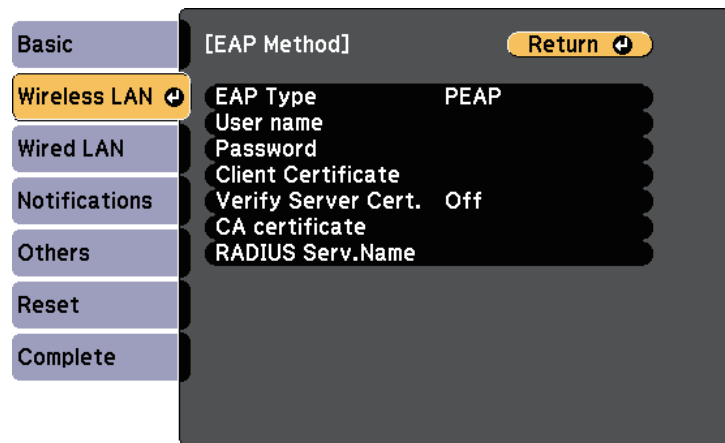 Basic
Wireless LAN
Wired LAN
Notifications
Others
Reset
Complete
[EAP Method]
Return
EAP Type PEAP
User name
Password
Client Certificate
Verify Server Cert. Off
CA certificate
RADIUS Serv.Name